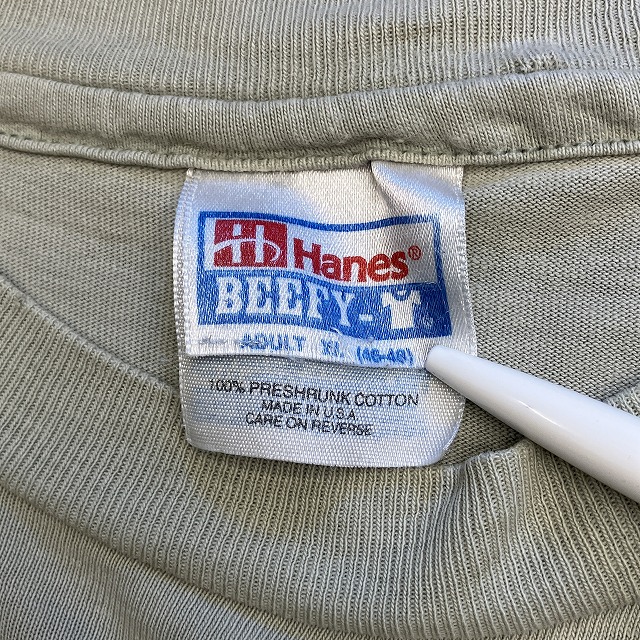 Hanes®
BEEFY-T®
ADULT XL (46-48)
100% PRESHRUNK COTTON
MADE IN U.S.A
CARE ON REVERSE